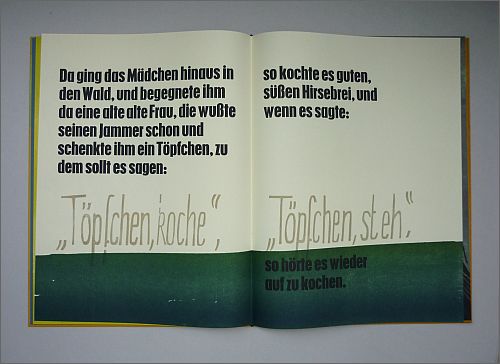 Da ging das Mädchen hinaus in
den Wald, und begegnete ihm
da eine alte alte Frau, die wußte
seinen Jammer schon und
schenkte ihm ein Töpfchen, zu
dem sollt es sagen:
„Töpfchen, koche“,
so kochte es guten,
süßen Hirsebrei, und
wenn es sagte:
„Töpfchen, steh“,
so hörte es wieder
auf zu kochen.